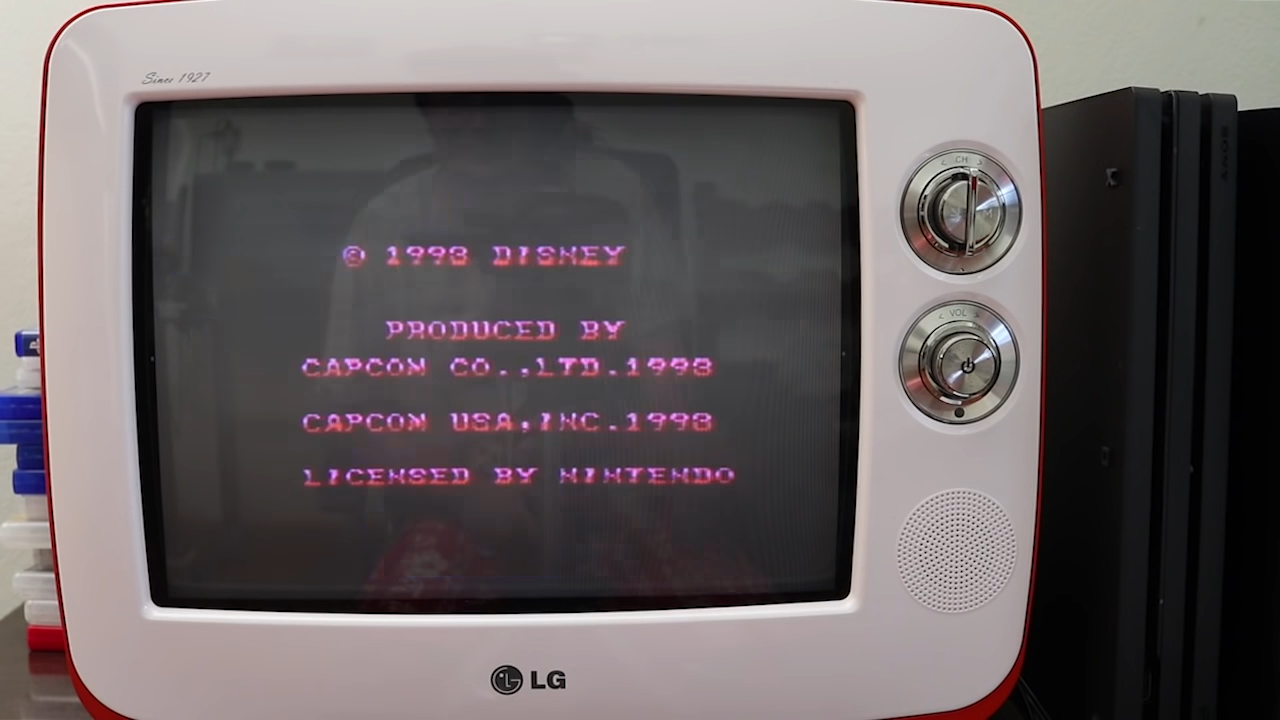 Since 1927
© 1993 DISNEY
PRODUCED BY
CAPCOM CO.,LTD.1993
CAPCOM USA,INC.1993
LICENSED BY NINTENDO
< CH >
< VOL >
LG
SONY